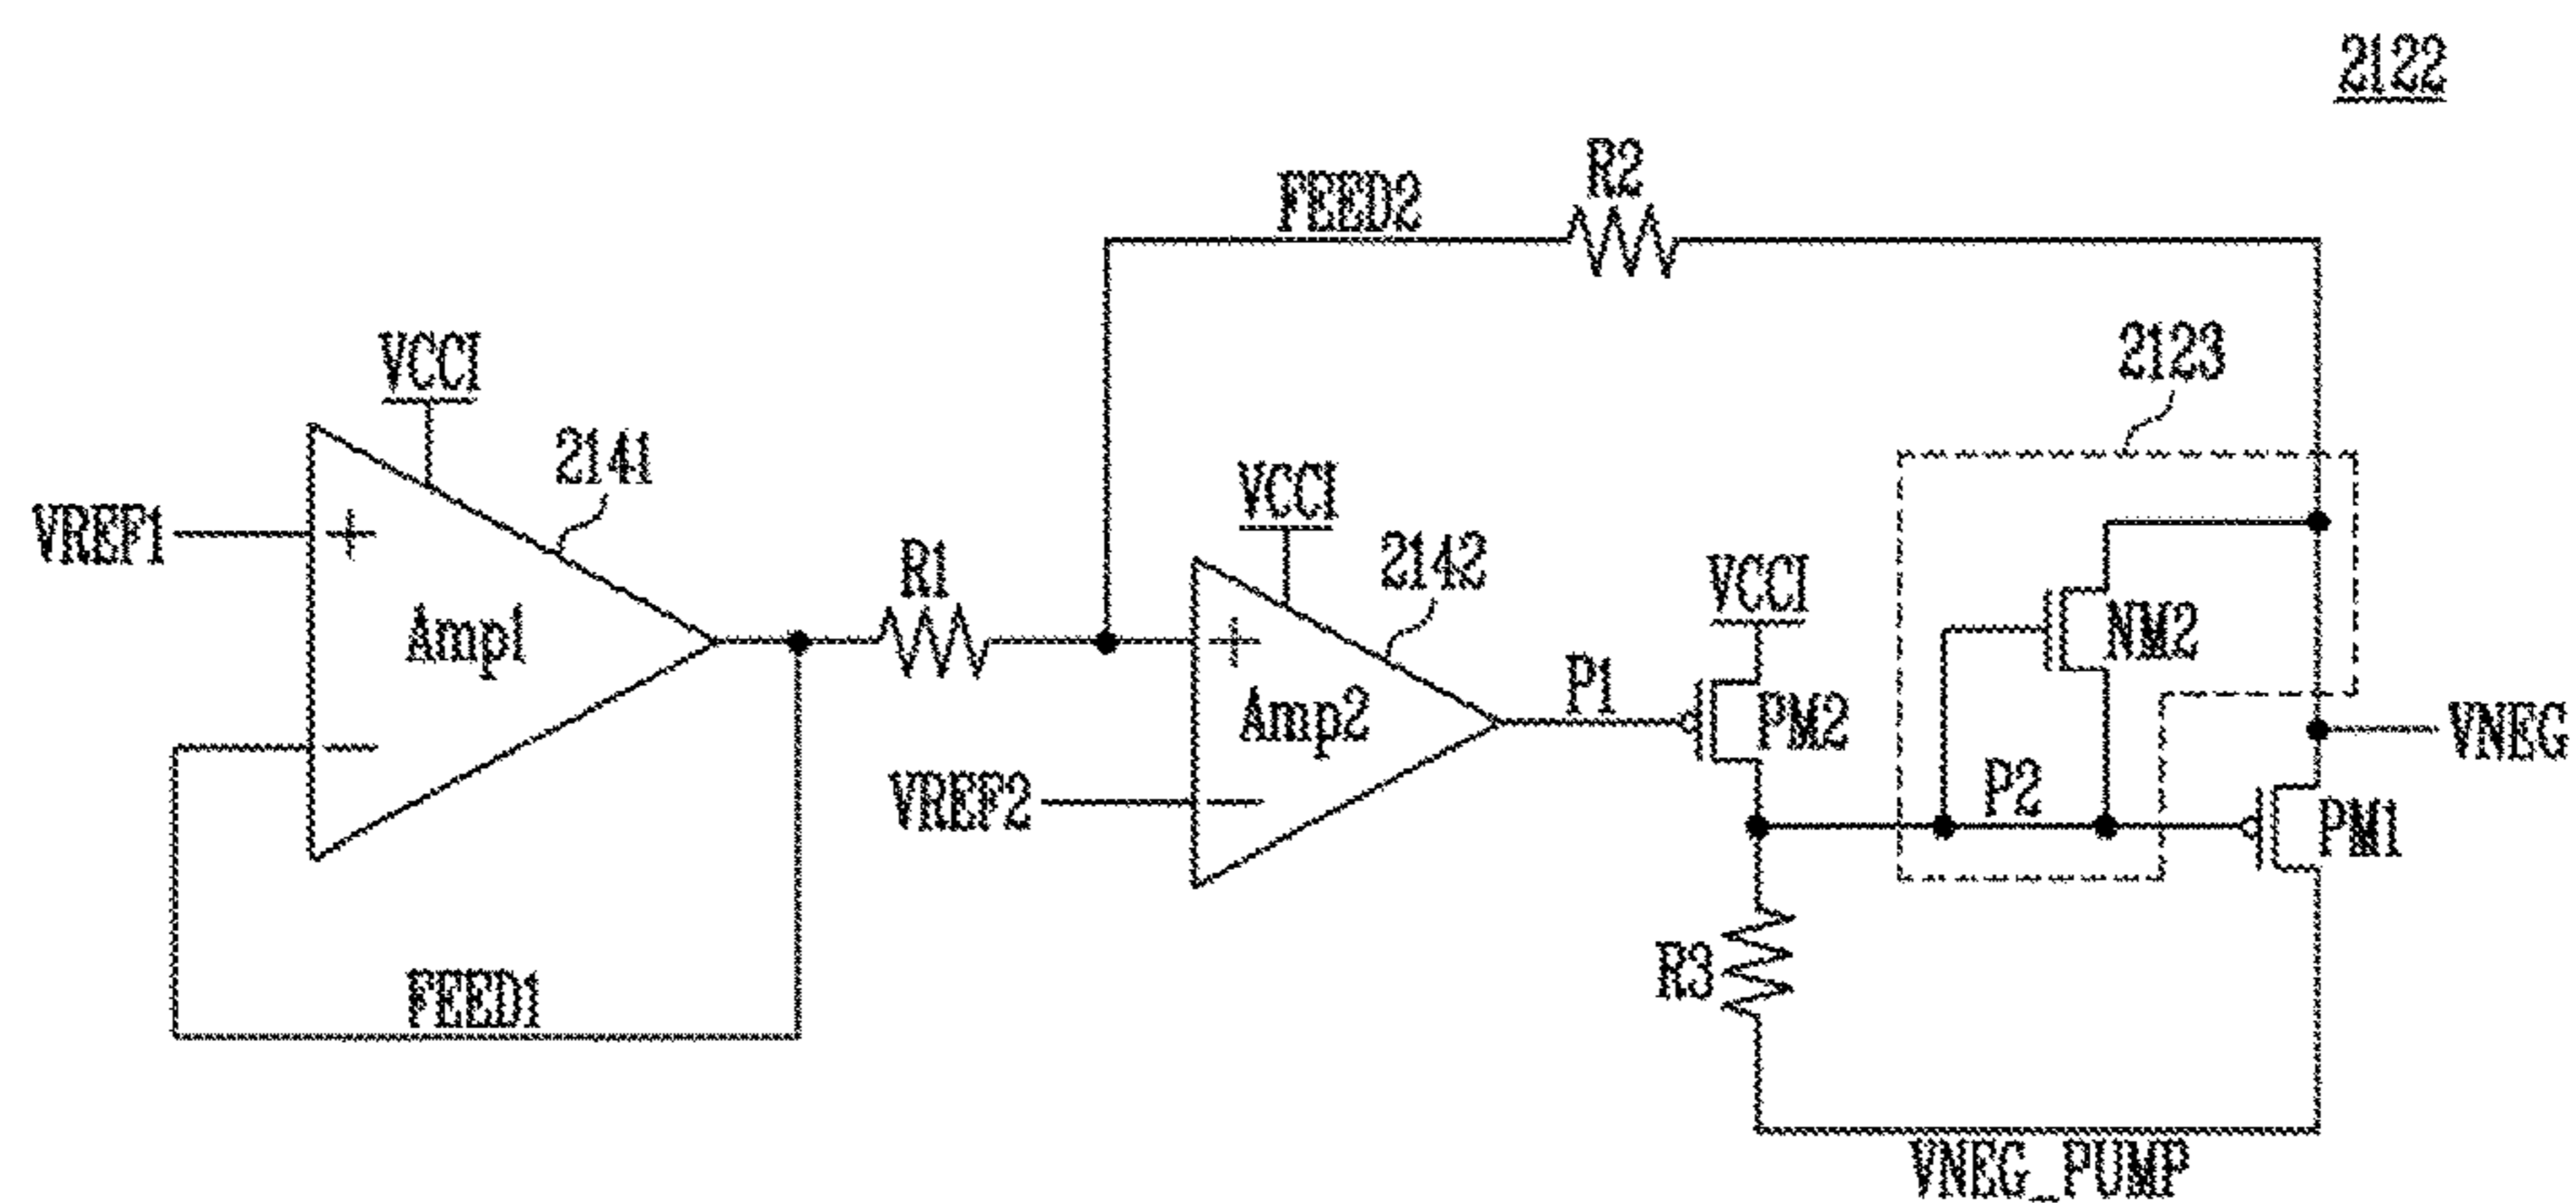 2122
R2
FEED2
2123
VCCI
2141
VCCI
VREF1
+
R1
2142
VCCI
Amp1
+
NM2
P1
Amp2
PM2
VNEG
−
VREF2
−
P2
PM1
R3
FEED1
VNEG_PUMP